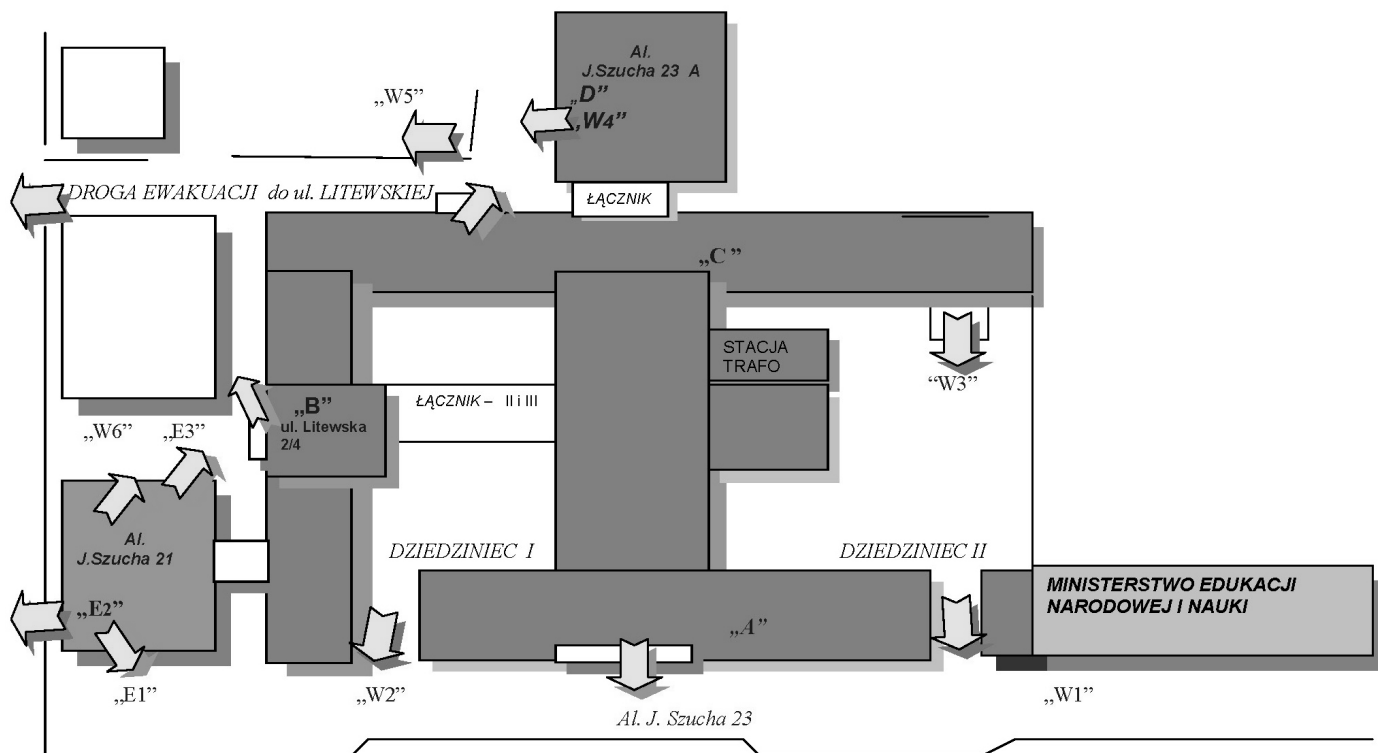 Al.
J.Szucha 23 A
„D”
„W4”
„W5”
DROGA EWAKUACJI do ul. LITEWSKIEJ
ŁĄCZNIK
„C”
STACJA
TRAFO
“W3”
„B”
ul. Litewska
2/4
ŁĄCZNIK – II i III
„W6”
„E3”
Al.
J.Szucha 21
DZIEDZINIEC I
DZIEDZINIEC II
MINISTERSTWO EDUKACJI
NARODOWEJ I NAUKI
„E2”
„A”
„E1”
„W2”
„W1”
Al. J. Szucha 23